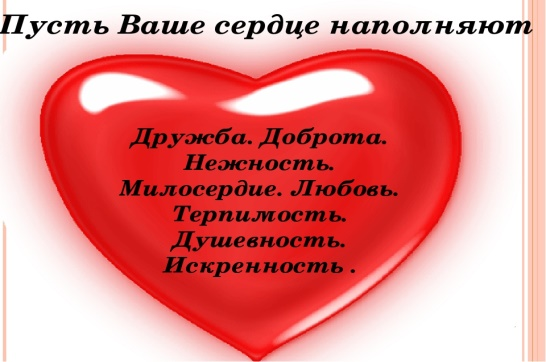 Пусть Ваше сердце наполняют
Дружба. Доброта.
Нежность.
Милосердие. Любовь.
Терпимость.
Душевность.
Искренность .